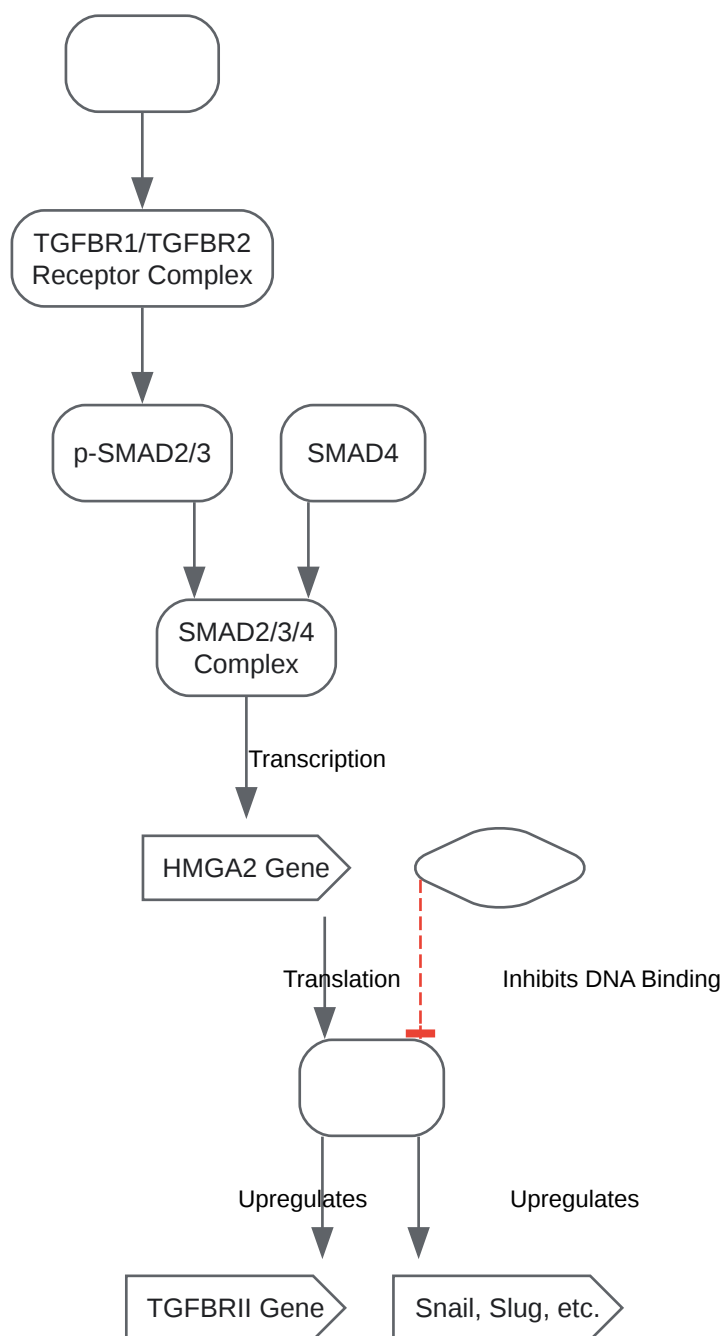 TGFBR1/TGFBR2
Receptor Complex
p-SMAD2/3
SMAD4
SMAD2/3/4
Complex
Transcription
HMGA2 Gene
Translation
Inhibits DNA Binding
Upregulates
Upregulates
TGFBRII Gene
Snail, Slug, etc.